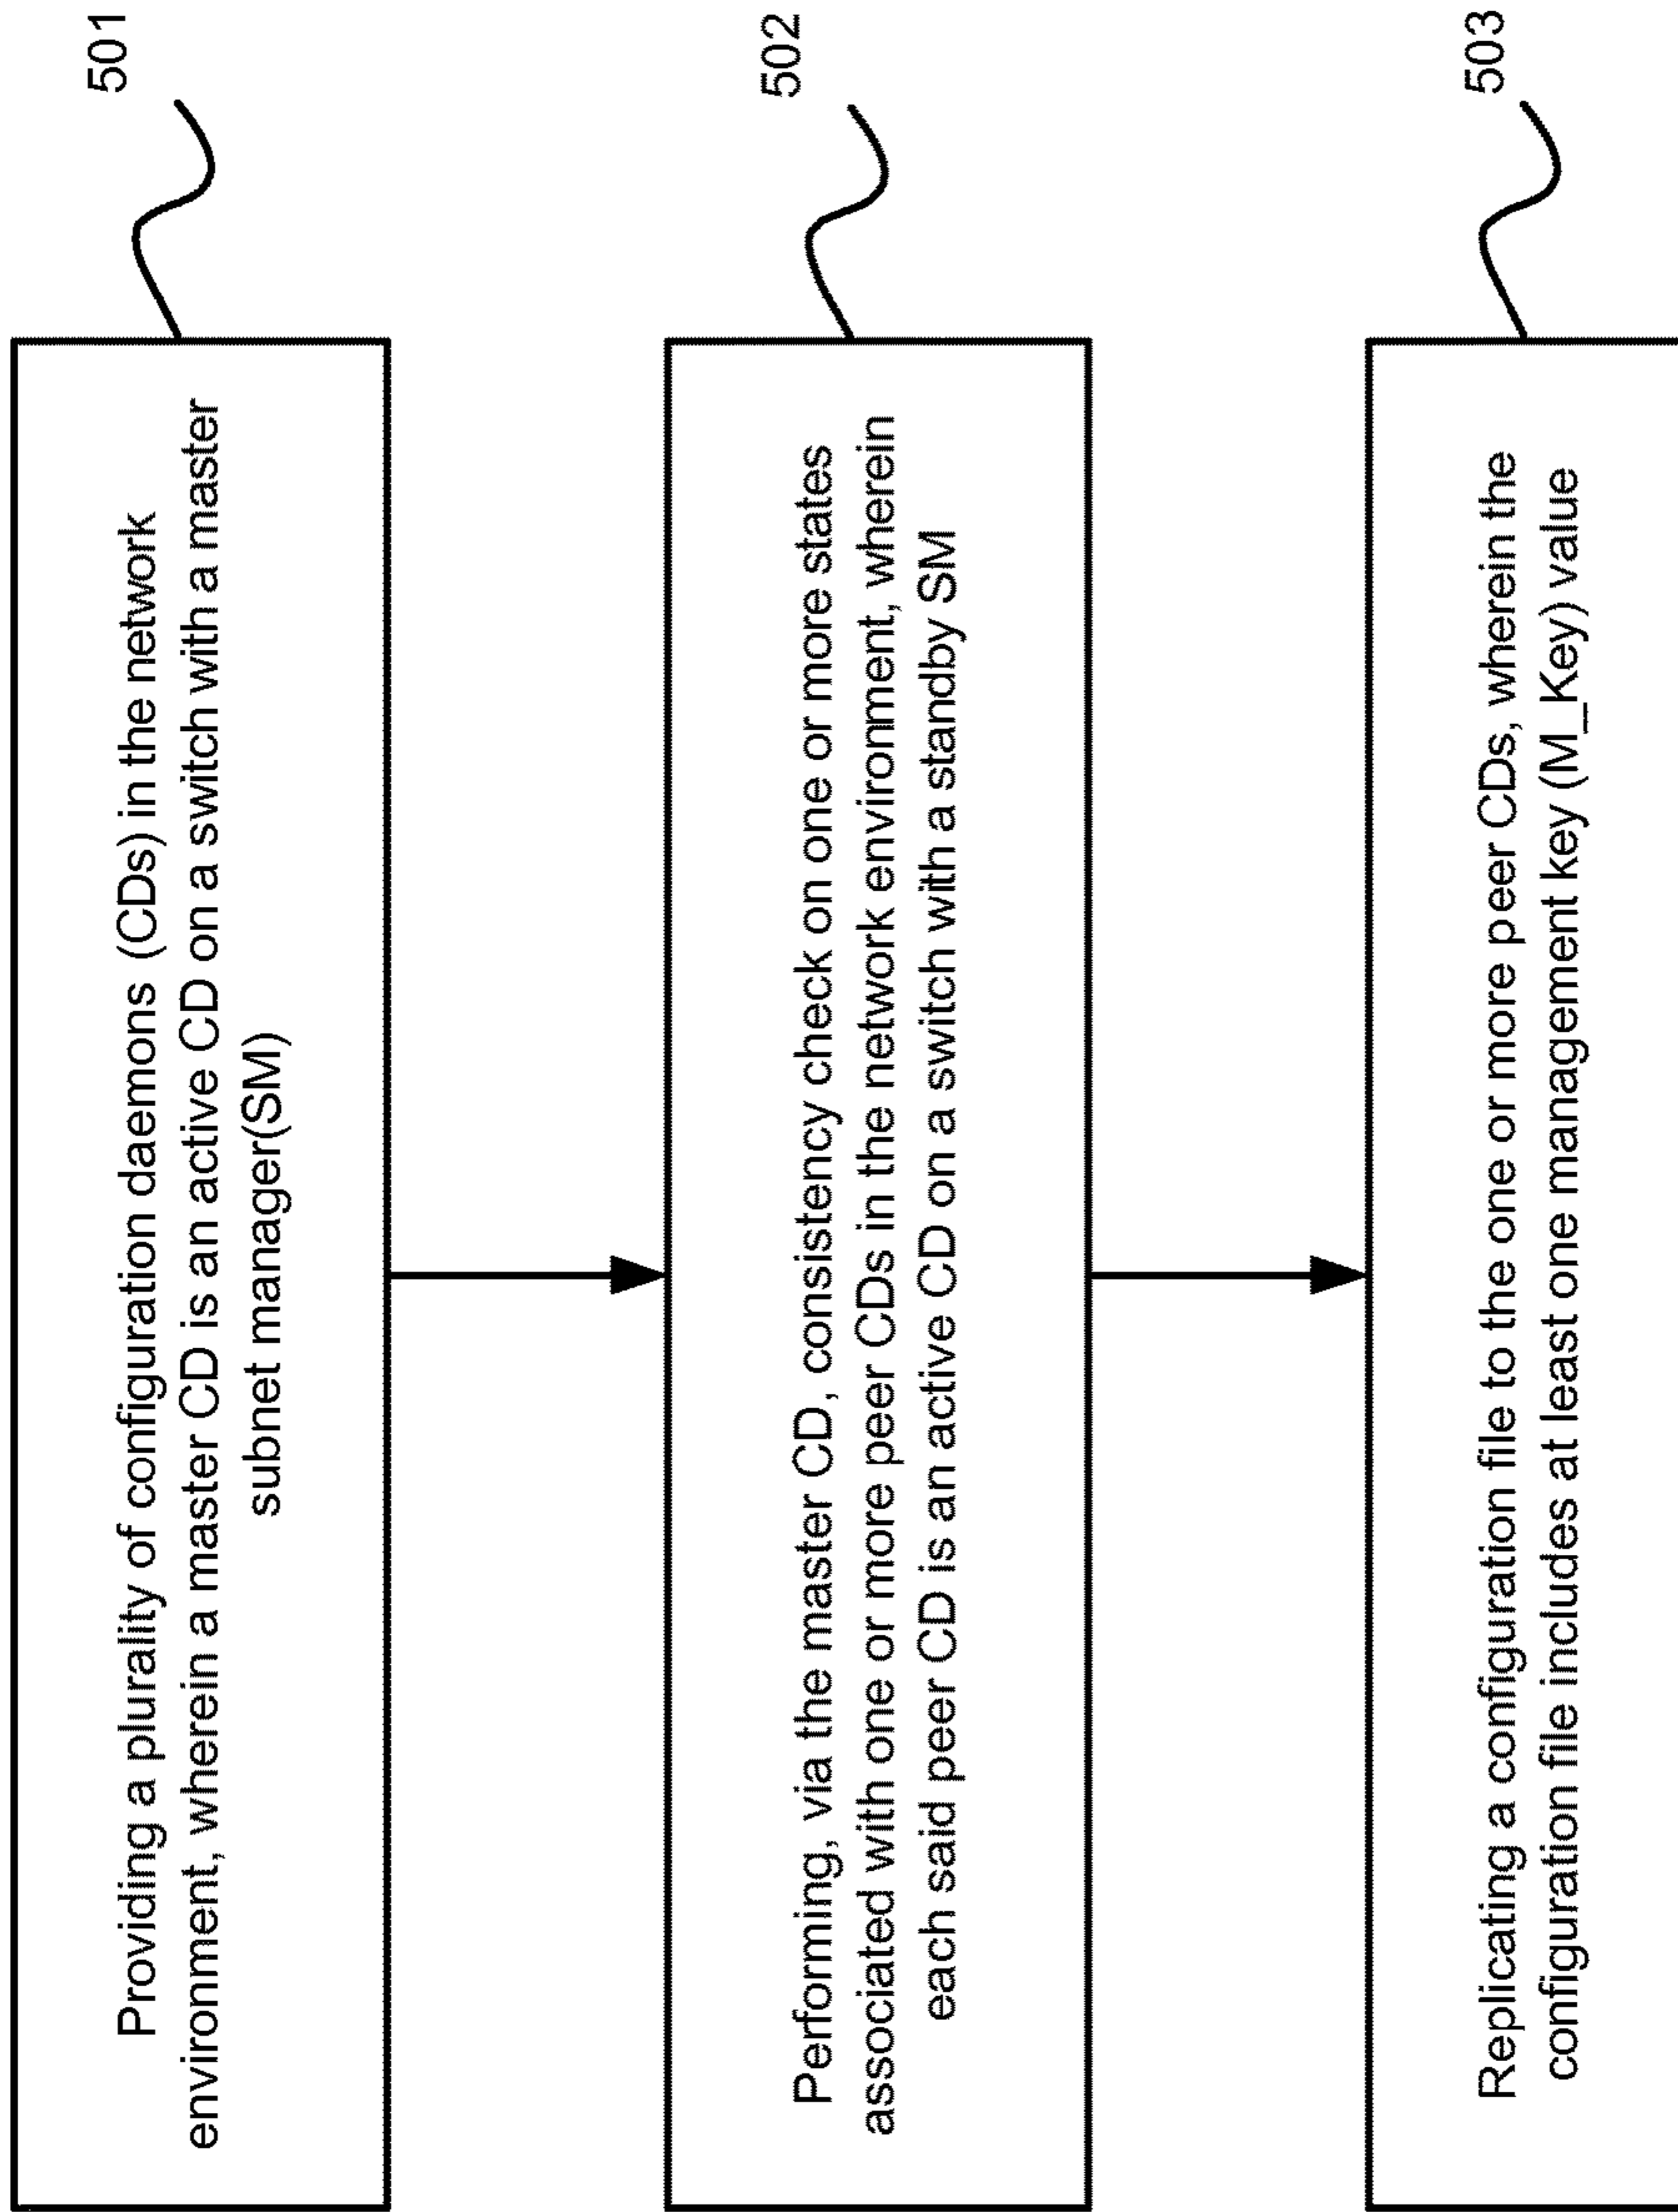 Providing a plurality of configuration daemons (CDs) in the network
environment, wherein a master CD is an active CD on a switch with a master
subnet manager(SM)
501
Performing, via the master CD, consistency check on one or more states
associated with one or more peer CDs in the network environment, wherein
each said peer CD is an active CD on a switch with a standby SM
502
Replicating a configuration file to the one or more peer CDs, wherein the
configuration file includes at least one management key (M_Key) value
503